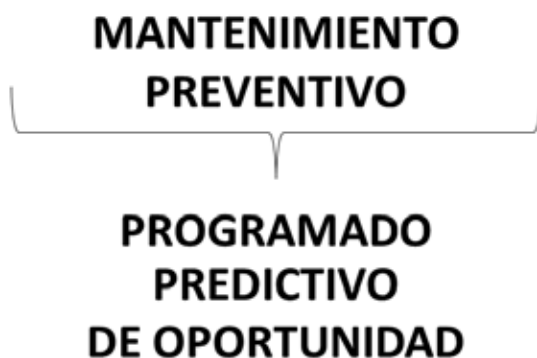 MANTENIMIENTO
PREVENTIVO
PROGRAMADO
PREDICTIVO
DE OPORTUNIDAD